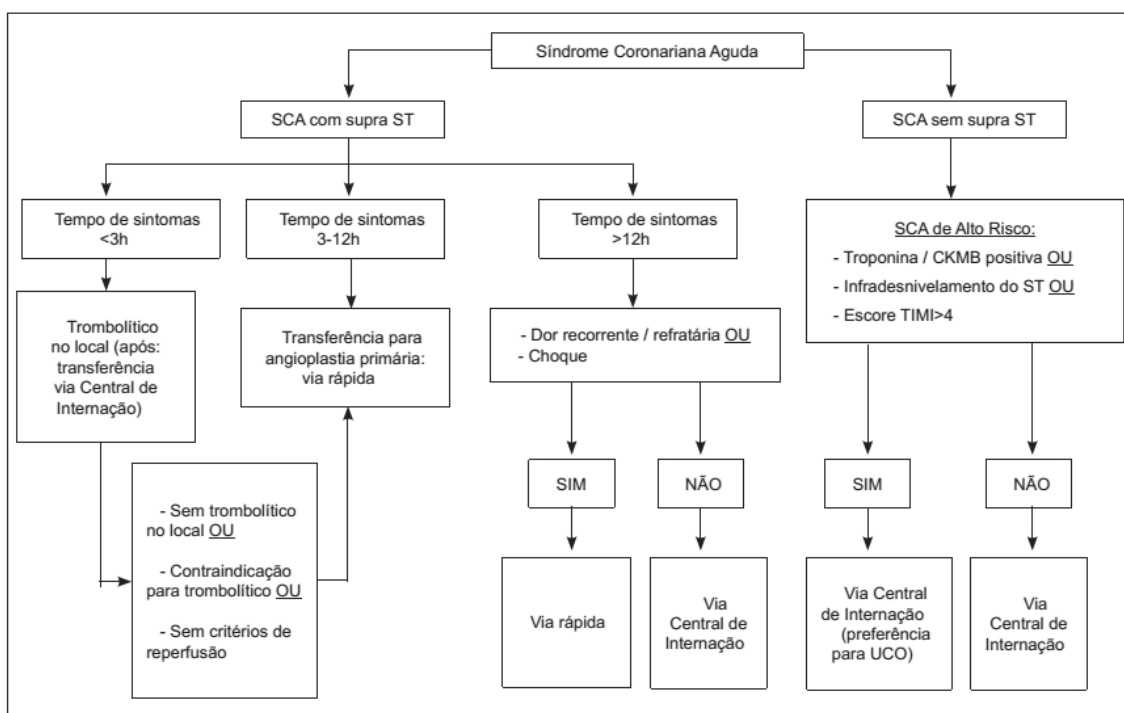 Síndrome Coronariana Aguda
SCA com supra ST
SCA sem supra ST
Tempo de sintomas
<3h
Tempo de sintomas
3-12h
Tempo de sintomas
>12h
SCA de Alto Risco:
- Troponina / CKMB positiva OU
- Infradesnivelamento do ST OU
- Escore TIMI>4
Trombolítico
no local (após:
transferência
via Central de
Internação)
Transferência para
angioplastia primária:
via rápida
- Dor recorrente / refratária OU
- Choque
- Sem trombolítico
no local OU
- Contraindicação
para trombolítico OU
- Sem critérios de
reperfusão
SIM
NÃO
SIM
NÃO
Via rápida
Via
Central de
Internação
Via Central
de Internação
(preferência
para UCO)
Via
Central de
Internação